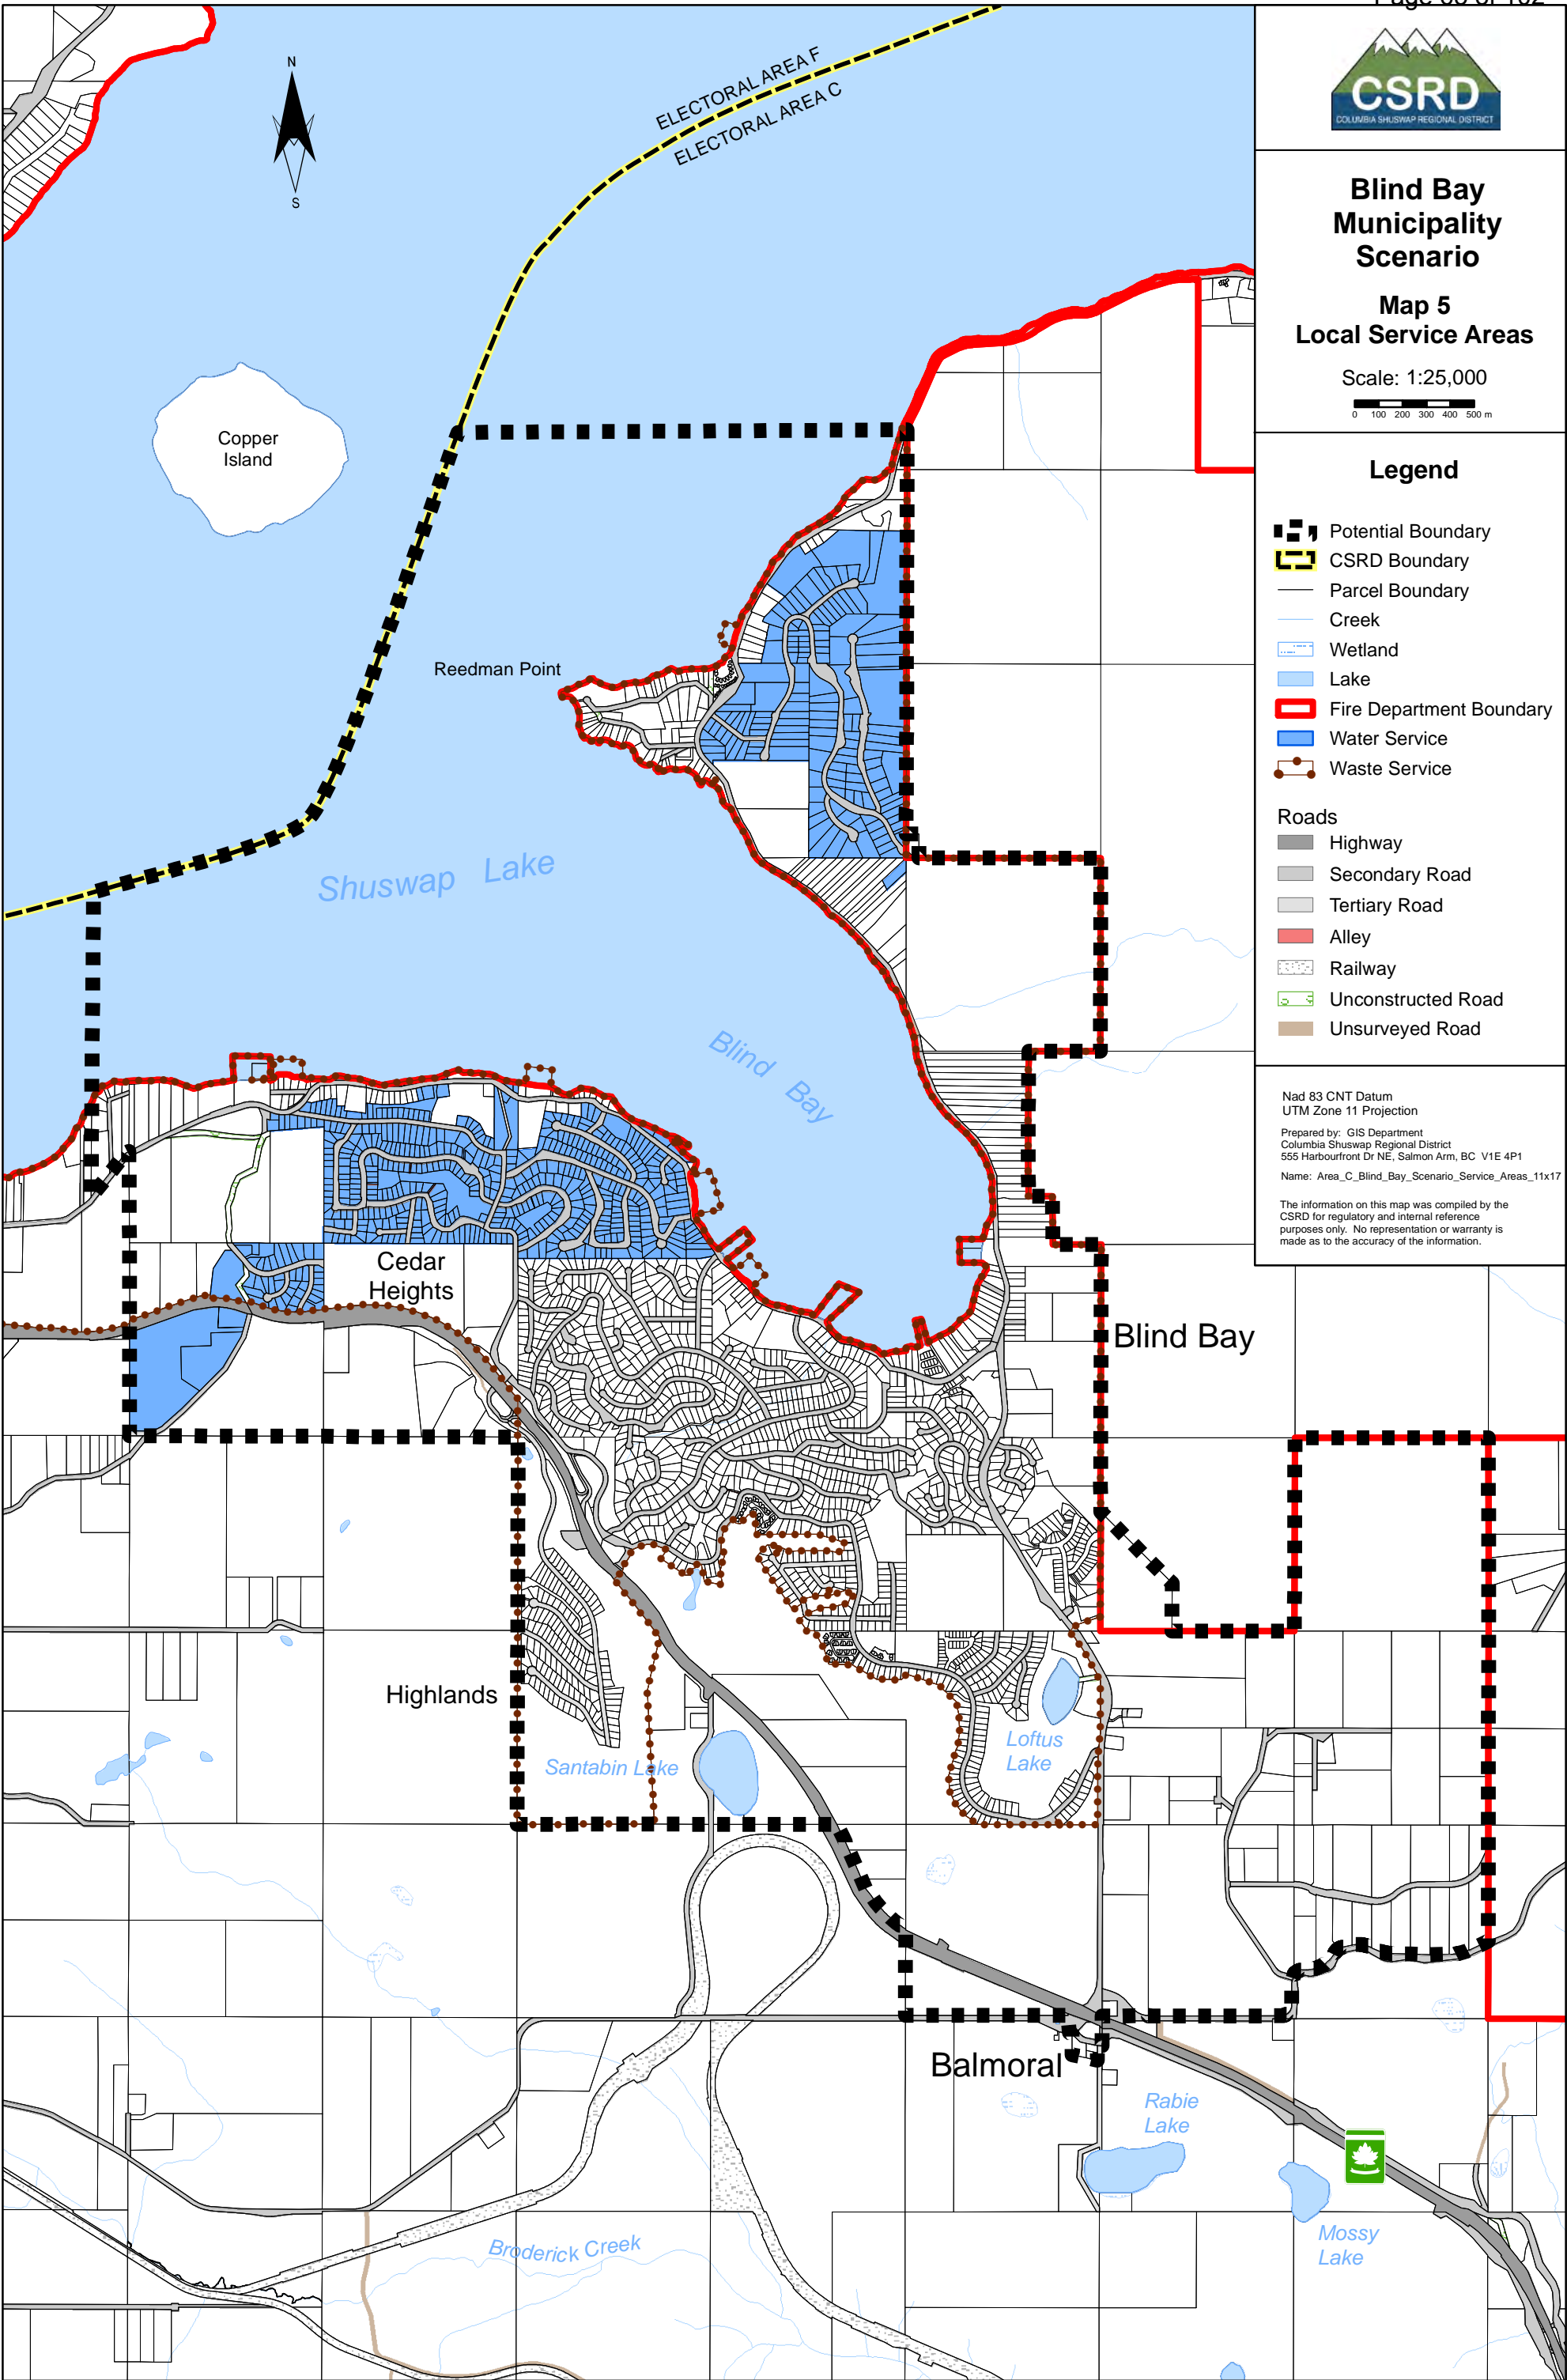 CSRD
COLUMBIA SHUSWAP REGIONAL DISTRICT
Blind Bay
Municipality
Scenario
Map 5
Local Service Areas
Scale: 1:25,000
0 100 200 300 400 500 m
Legend
Potential Boundary
CSRD Boundary
Parcel Boundary
Creek
Wetland
Lake
Fire Department Boundary
Water Service
Waste Service
Roads
Highway
Secondary Road
Tertiary Road
Alley
Railway
Unconstructed Road
Unsurveyed Road
Nad 83 CNT Datum
UTM Zone 11 Projection
Prepared by: GIS Department
Columbia Shuswap Regional District
555 Harbourfront Dr NE, Salmon Arm, BC V1E 4P1
Name: Area_C_Blind_Bay_Scenario_Service_Areas_11x17
The information on this map was compiled by the
CSRD for regulatory and internal reference
purposes only. No representation or warranty is
made as to the accuracy of the information.
N
S
ELECTORAL AREA F
ELECTORAL AREA C
Copper
Island
Reedman Point
Shuswap Lake
Blind Bay
Cedar
Heights
Blind Bay
Highlands
Santabin Lake
Loftus
Lake
Balmoral
Rabie
Lake
Mossy
Lake
Broderick Creek